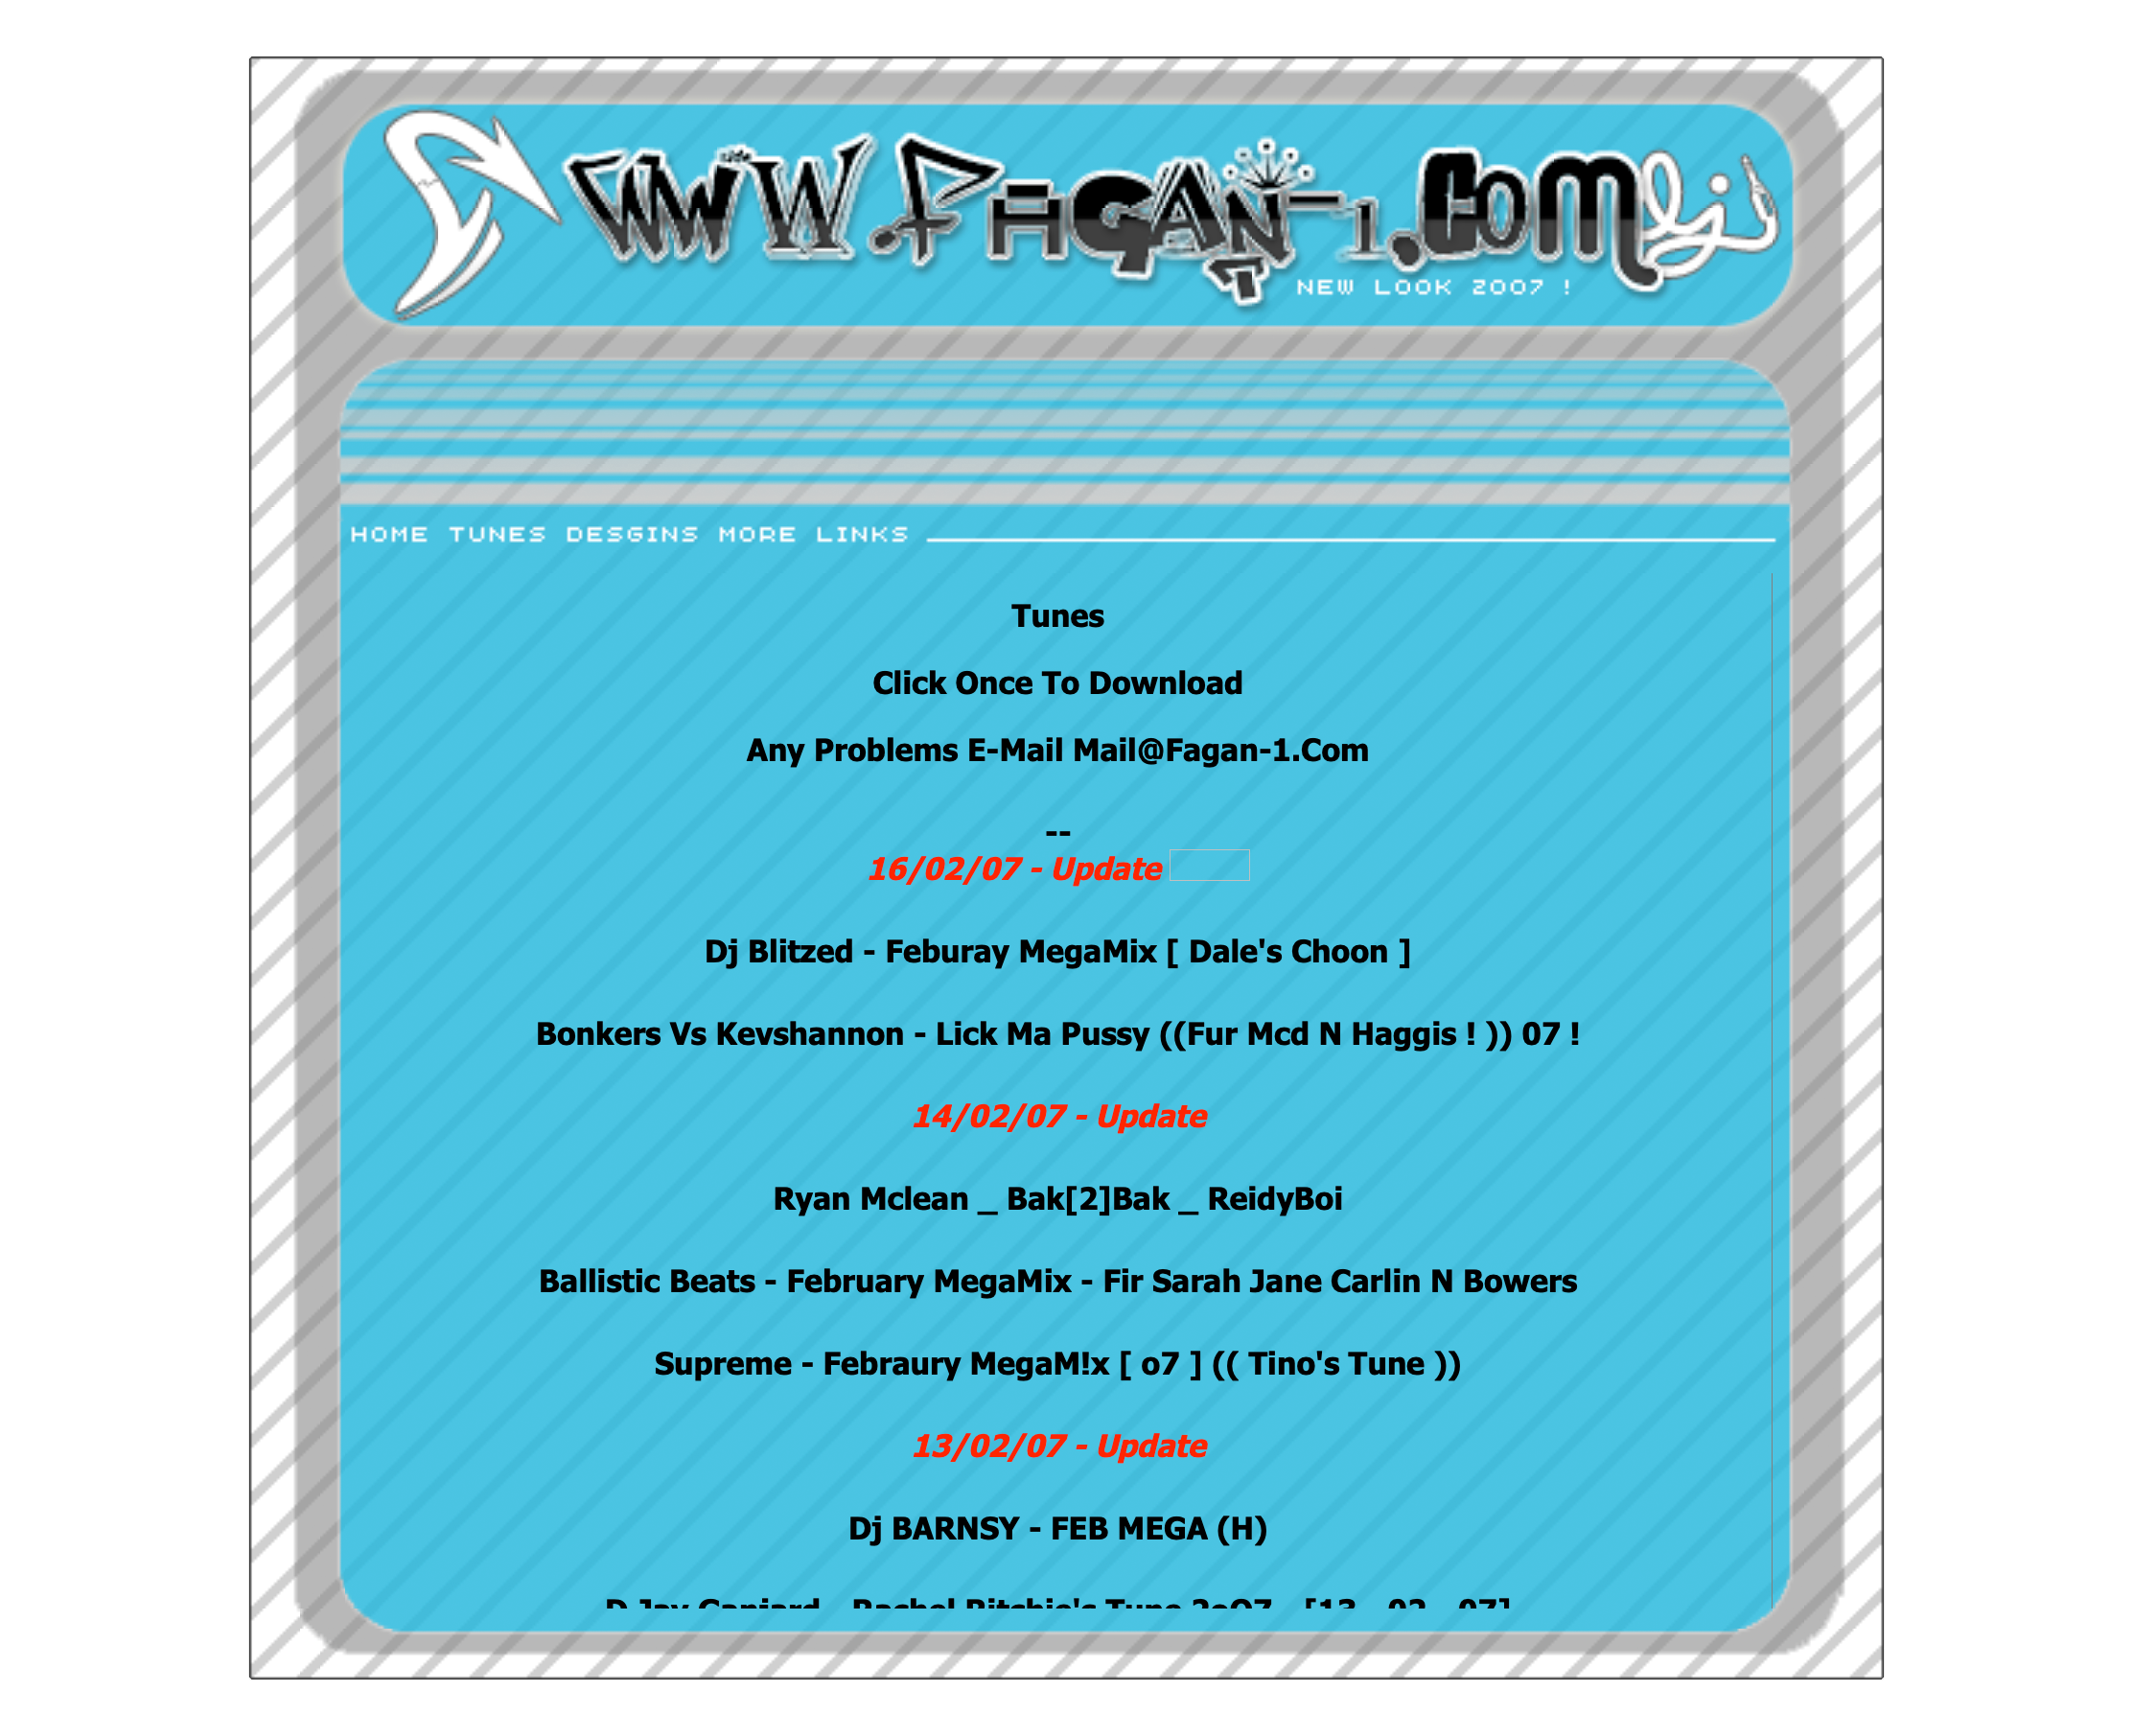 WWW.FAGAN-1.COM
NEW LOOK 2007 !
HOME TUNES DESGINS MORE LINKS
Tunes
Click Once To Download
Any Problems E-Mail Mail@Fagan-1.Com
--
16/02/07 - Update
Dj Blitzed - Feburay MegaMix [ Dale's Choon ]
Bonkers Vs Kevshannon - Lick Ma Pussy ((Fur Mcd N Haggis ! )) 07 !
14/02/07 - Update
Ryan Mclean _ Bak[2]Bak _ ReidyBoi
Ballistic Beats - February MegaMix - Fir Sarah Jane Carlin N Bowers
Supreme - Febraury MegaM!x [ o7 ] (( Tino's Tune ))
13/02/07 - Update
Dj BARNSY - FEB MEGA (H)
Rachel Ritchie's Tune